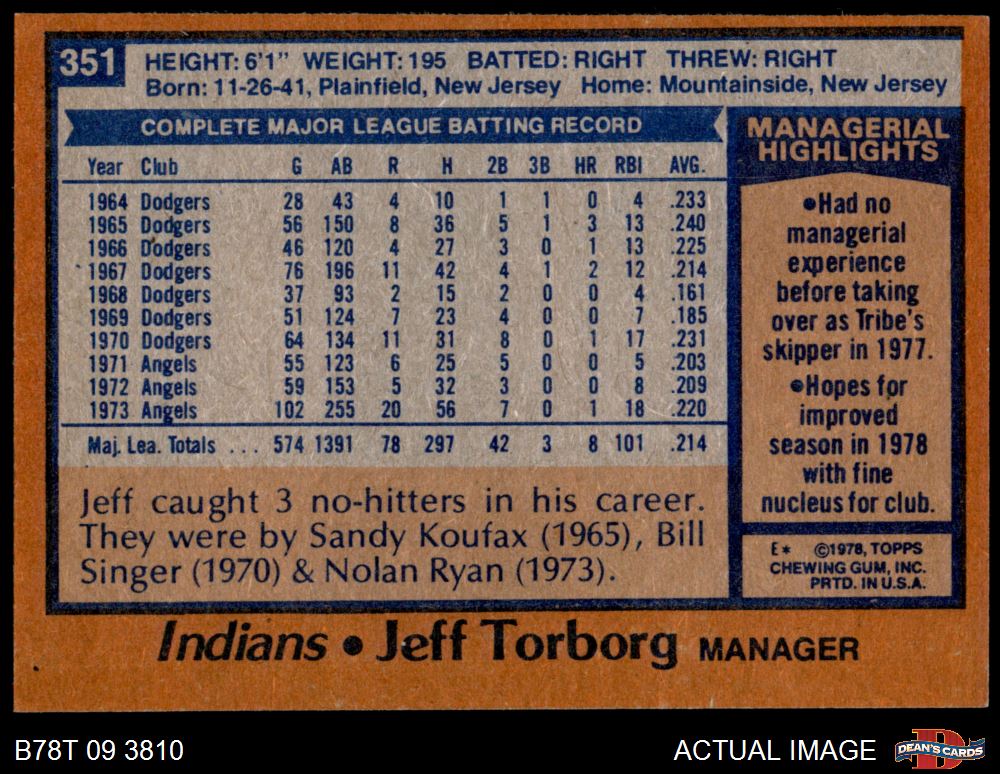 351
HEIGHT: 6'1" WEIGHT: 195 BATTED: RIGHT THREW: RIGHT
Born: 11-26-41, Plainfield, New Jersey Home: Mountainside, New Jersey
COMPLETE MAJOR LEAGUE BATTING RECORD
Year Club G AB R H 2B 3B HR RBI AVG.
1964 Dodgers 28 43 4 10 1 1 0 4 .233
1965 Dodgers 56 150 8 36 5 1 3 13 .240
1966 Dodgers 46 120 4 27 3 0 1 13 .225
1967 Dodgers 76 196 11 42 4 1 2 12 .214
1968 Dodgers 37 93 2 15 2 0 0 4 .161
1969 Dodgers 51 124 7 23 4 0 0 7 .185
1970 Dodgers 64 134 11 31 8 0 1 17 .231
1971 Angels 55 123 6 25 5 0 0 5 .203
1972 Angels 59 153 5 32 3 0 0 8 .209
1973 Angels 102 255 20 56 7 0 1 18 .220
Maj. Lea. Totals ... 574 1391 78 297 42 3 8 101 .214
Jeff caught 3 no-hitters in his career.
They were by Sandy Koufax (1965), Bill
Singer (1970) & Nolan Ryan (1973).
MANAGERIAL
HIGHLIGHTS
•Had no
managerial
experience
before taking
over as Tribe's
skipper in 1977.
•Hopes for
improved
season in 1978
with fine
nucleus for club.
E* ©1978, TOPPS
CHEWING GUM, INC.
PRTD. IN U.S.A.
Indians • Jeff Torborg MANAGER
B78T 09 3810
ACTUAL IMAGE
DEAN'S CARDS